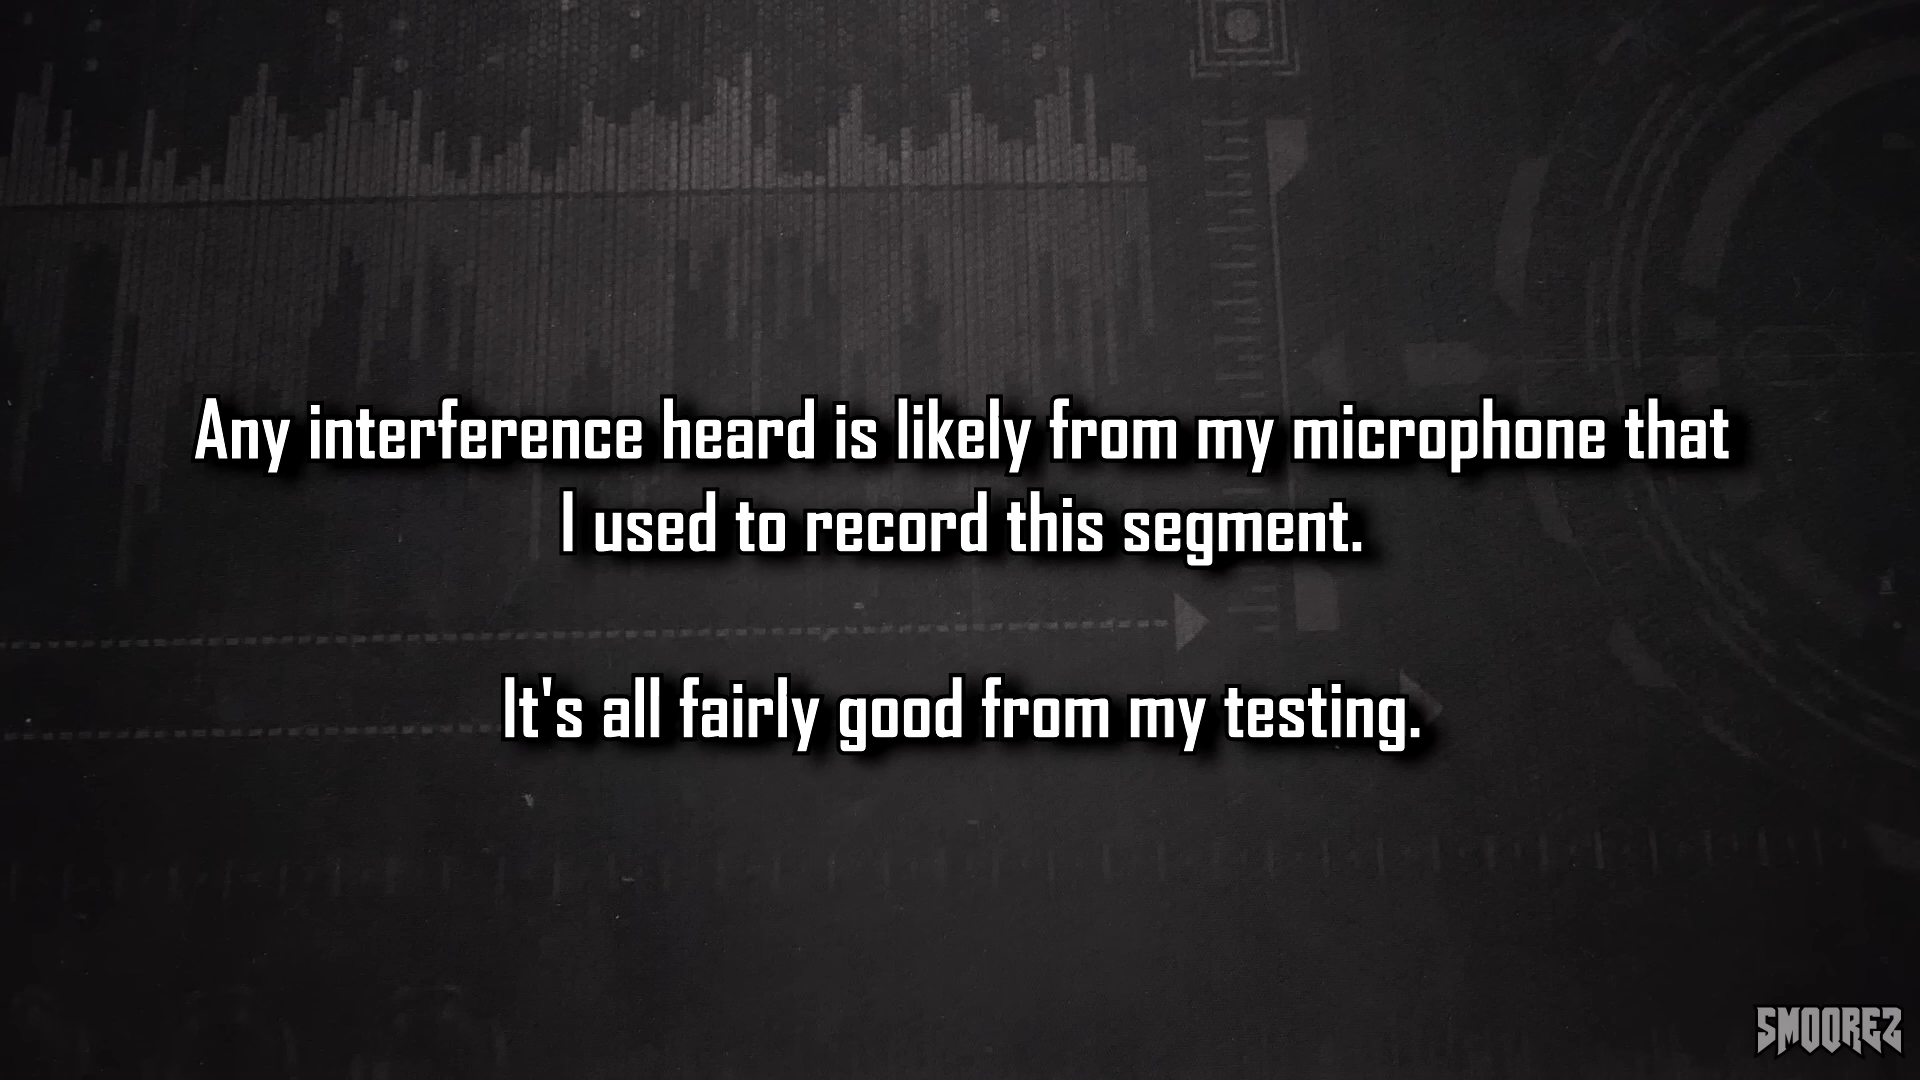 Any interference heard is likely from my microphone that
I used to record this segment.
It's all fairly good from my testing.
SMOOREZ